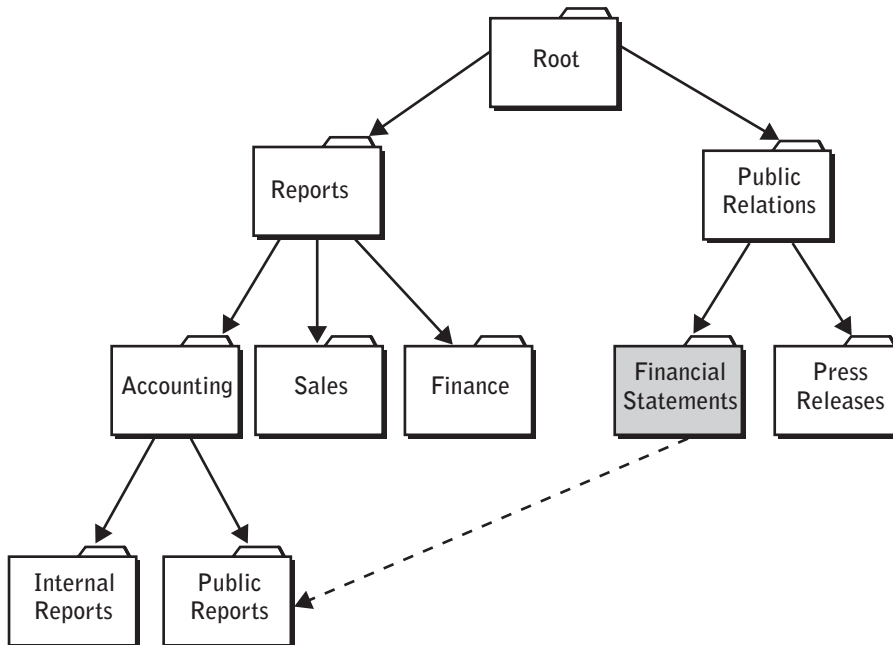 Root
Reports
Public
Relations
Accounting
Sales
Finance
Financial
Statements
Press
Releases
Internal
Reports
Public
Reports